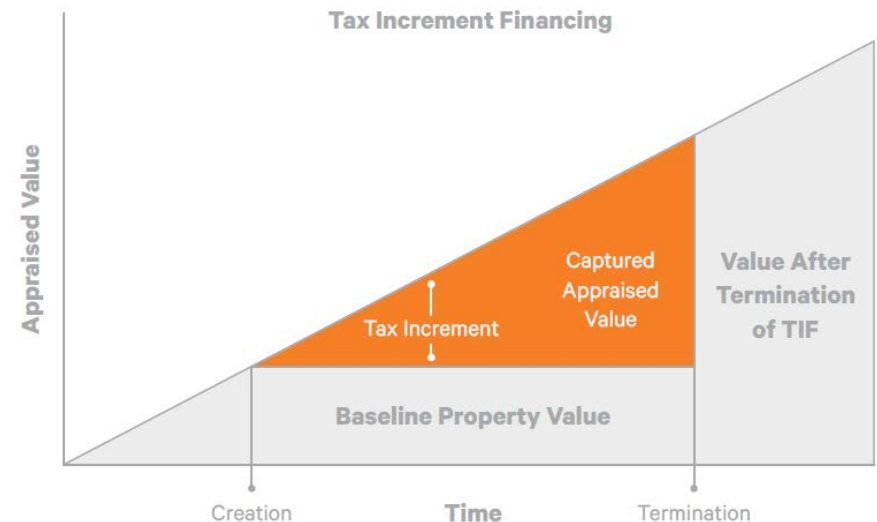 Tax Increment Financing
Appraised Value
Captured
Appraised
Value
Tax Increment
Value After
Termination
of TIF
Baseline Property Value
Creation
Time
Termination